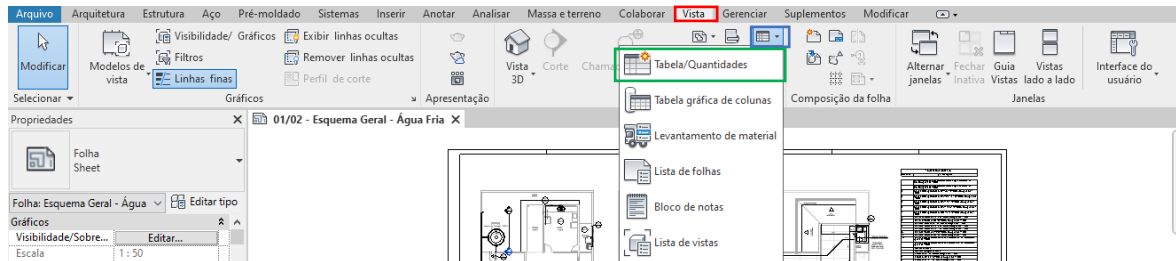 Arquivo Arquitetura Estrutura Aço Pré-moldado Sistemas Inserir Anotar Analisar Massa e terreno Colaborar Vista Gerenciar Suplementos Modificar
Modificar
Modelos de
vista
Visibilidade/ Gráficos
Filtros
Linhas finas
Exibir linhas ocultas
Remover linhas ocultas
Perfil de corte
Vista
3D
Corte
Alternar
janelas
Fechar
Inativa
Guia
Vistas
Vistas
lado a lado
Interface do
usuário
Selecionar
Gráficos
Apresentação
Composição da folha
Janelas
Tabela/Quantidades
Tabela gráfica de colunas
Levantamento de material
Lista de folhas
Bloco de notas
Lista de vistas
Propriedades
01/02 - Esquema Geral - Água Fria
Folha
Sheet
Folha: Esquema Geral - Água
Editar tipo
Gráficos
Visibilidade/Sobre... Editar...
Escala 1 : 50